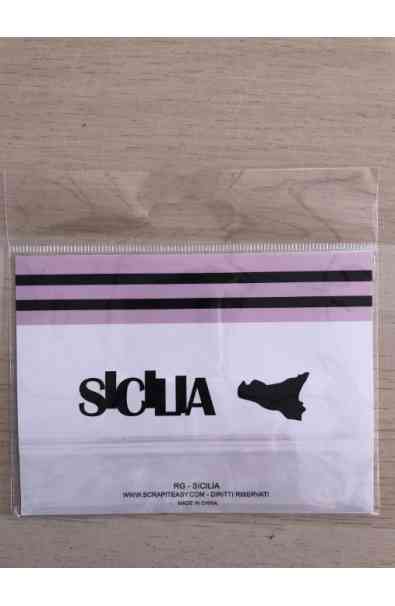 SICILIA
RG - SICILIA
WWW.SCRAPITEASY.COM - DIRITTI RISERVATI
MADE IN CHINA